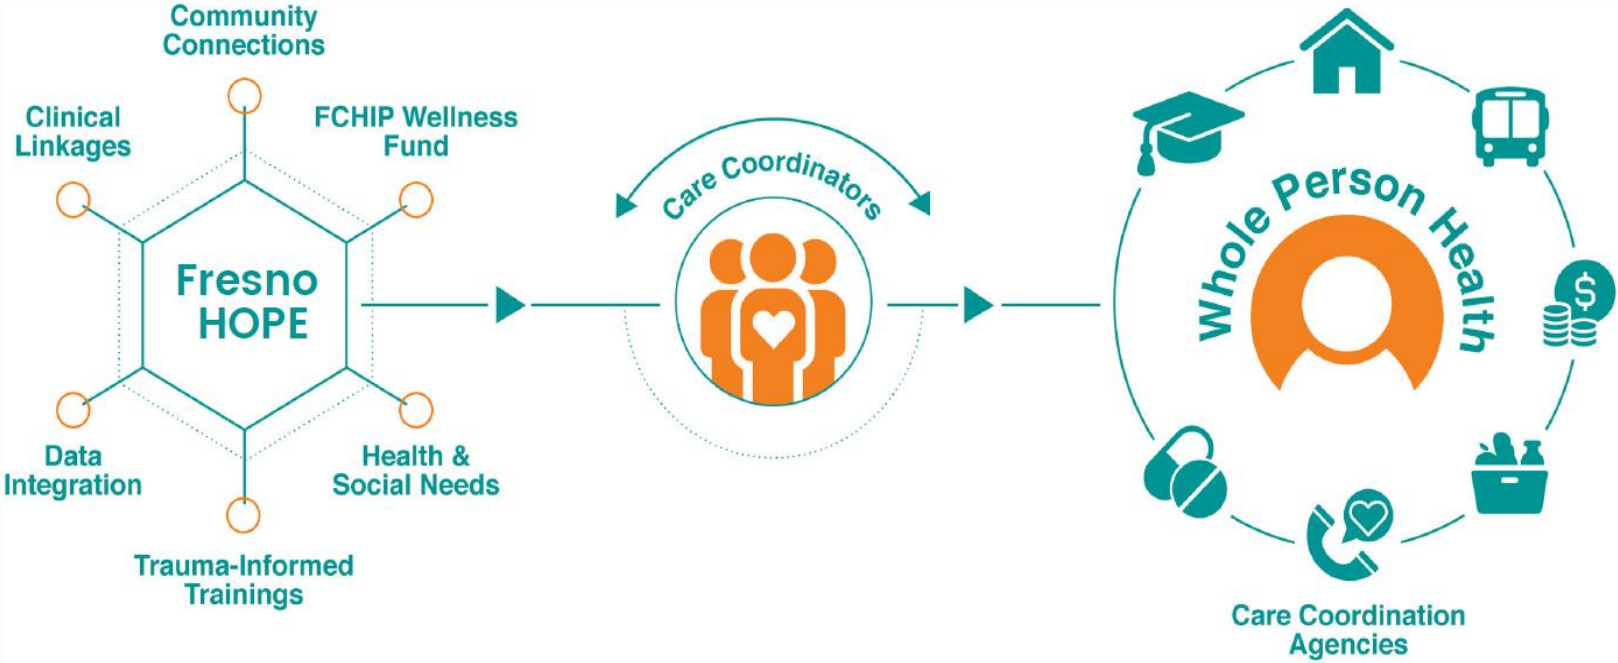 Community
Connections
Clinical
Linkages
FCHIP Wellness
Fund
Fresno
HOPE
Data
Integration
Health &
Social Needs
Trauma-Informed
Trainings
Care Coordinators
Whole Person Health
$
Care Coordination
Agencies